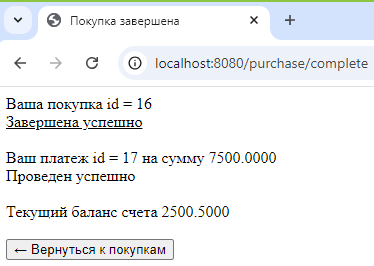 Покупка завершена
localhost:8080/purchase/complete
Ваша покупка id = 16
Завершена успешно
Ваш платеж id = 17 на сумму 7500.0000
Проведен успешно
Текущий баланс счета 2500.5000
← Вернуться к покупкам